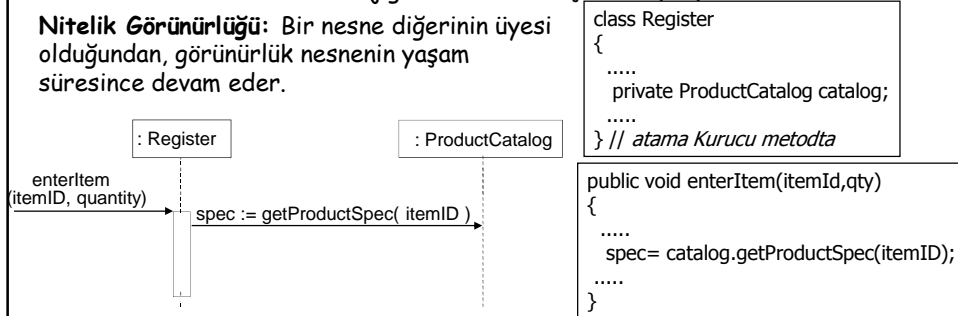 Nitelik Görünürlüğü: Bir nesne diğerinin üyesi
olduğundan, görünürlük nesnenin yaşam
süresince devam eder.
class Register
{
.....
private ProductCatalog catalog;
.....
} // atama Kurucu metodta
: Register
: ProductCatalog
enterItem
(itemID, quantity)
spec := getProductSpec( itemID )
public void enterItem(itemId,qty)
{
.....
spec= catalog.getProductSpec(itemID);
.....
}